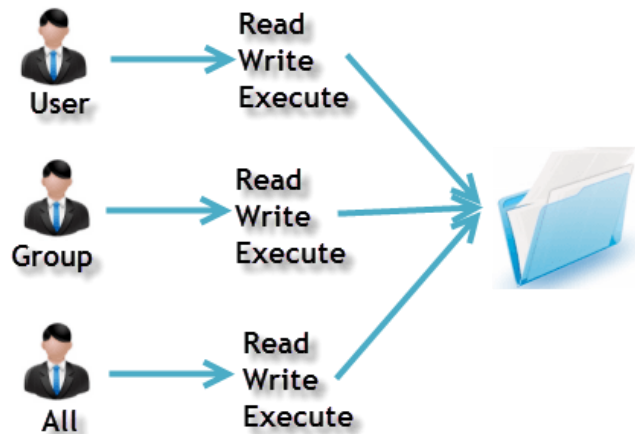 User
Read
Write
Execute
Group
Read
Write
Execute
All
Read
Write
Execute